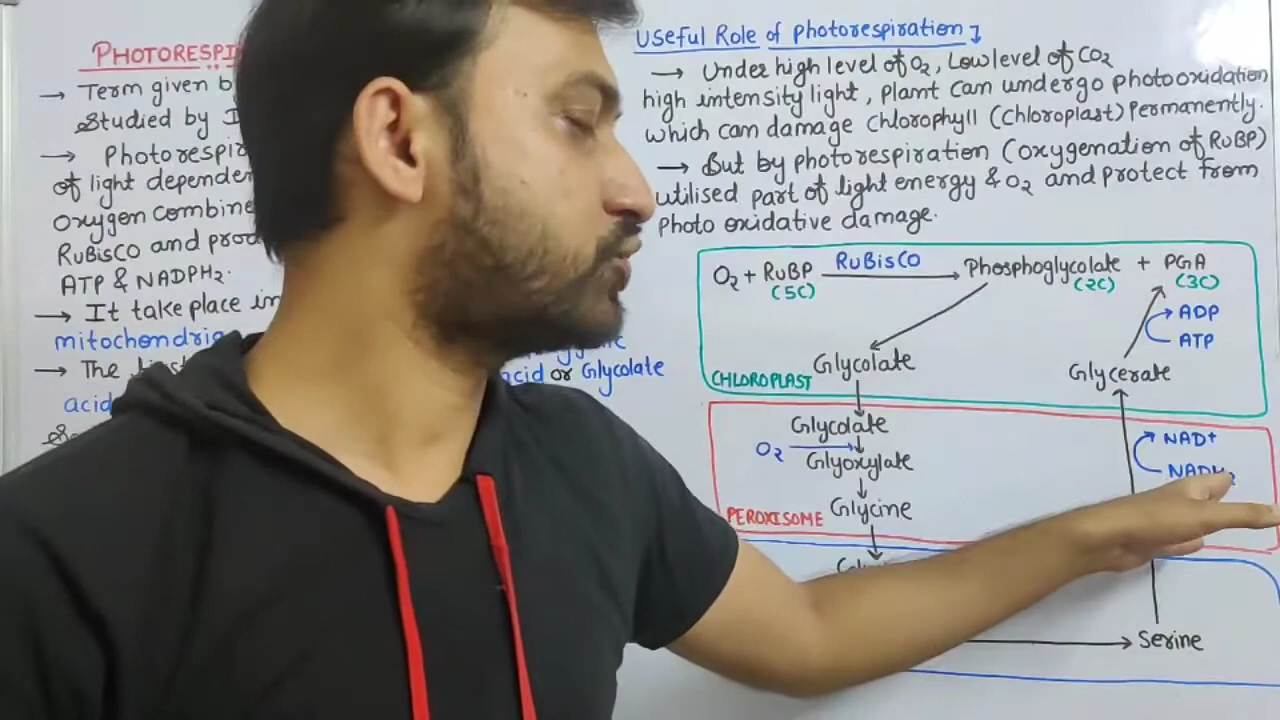 PHOTORESPI
→ Term given b
Studied by
→ Photorespir
of light depende
Oxygen combine
RuBisCO and prod
ATP & NADPH₂.
→ It take place in
mitochondria
→ The first
acid or Glycolate
acid
Useful Role of photorespiration ↴
→ Under high level of O₂, Low level of CO₂
high intensity light, Plant can undergo photooxidation
which can damage chlorophyll (Chloroplast) Permanently.
→ But by photorespiration (oxygenation of RuBP)
utilised part of light energy & O₂ and protect from
Photo oxidative damage.
O₂ + RuBP RuBisCO → Phosphoglycolate + PGA
(5C) (2C) (3C)
ADP
ATP
Glycolate
Glycerate
CHLOROPLAST
Glycolate
O₂ → Glyoxylate
NAD+
Glycine
PEROXISOME
Serine